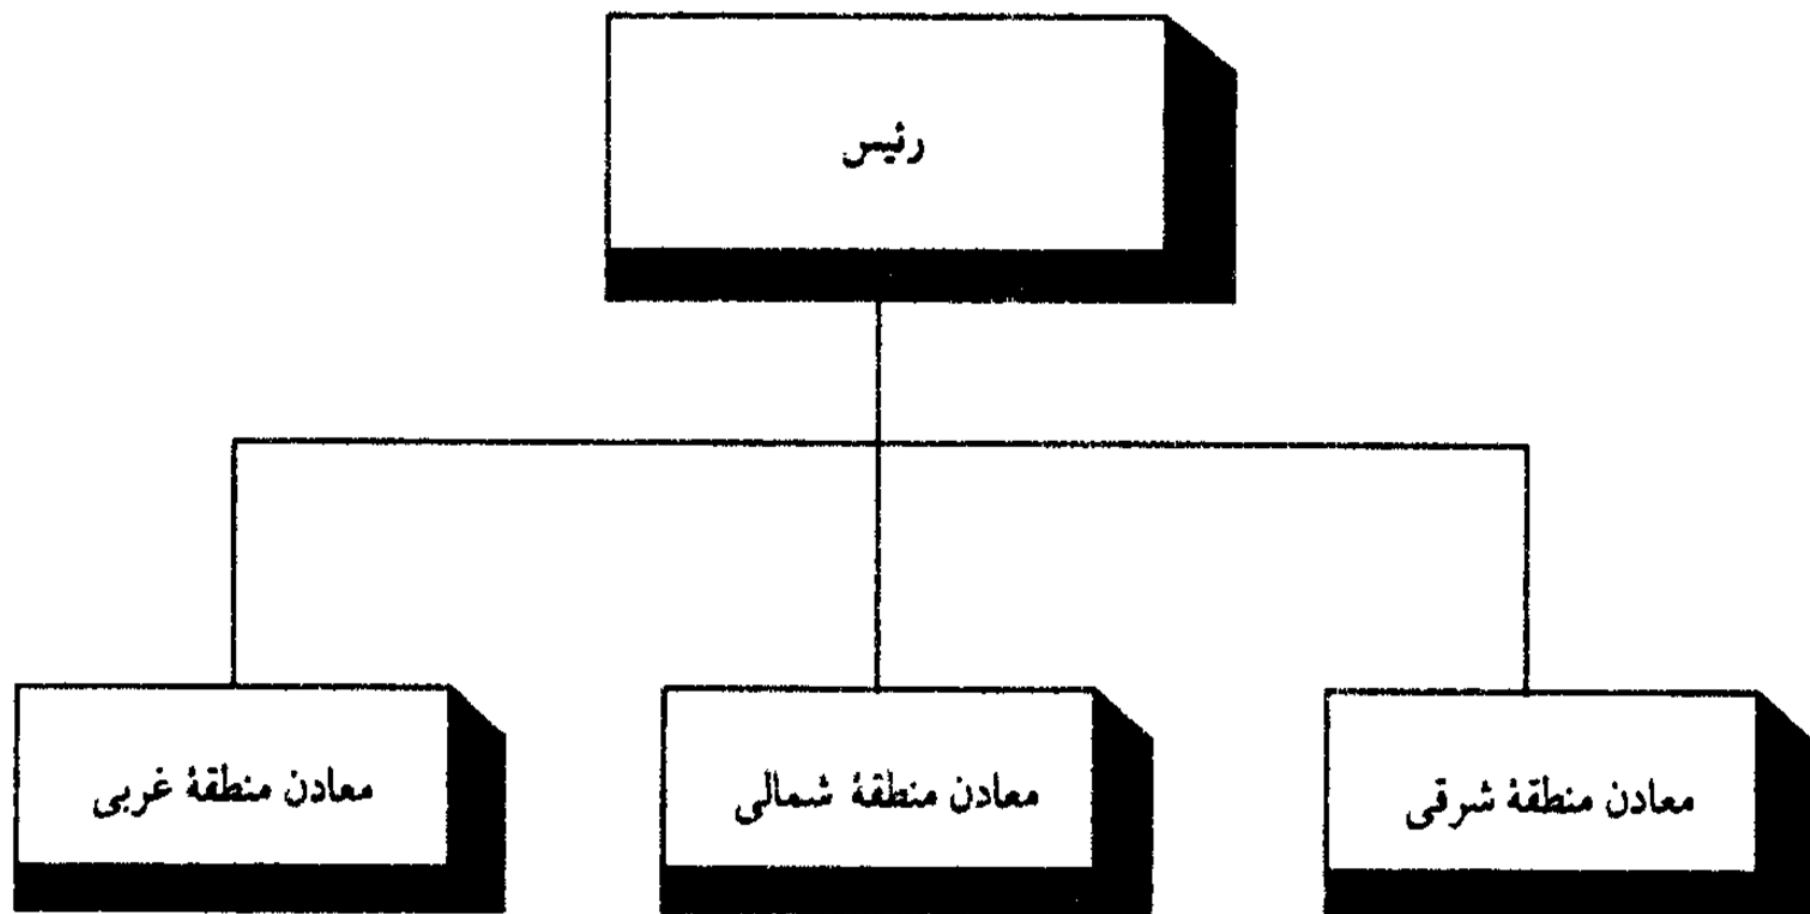 رئیس
معادن منطقهٔ شرقی
معادن منطقهٔ شمالی
معادن منطقهٔ غربی